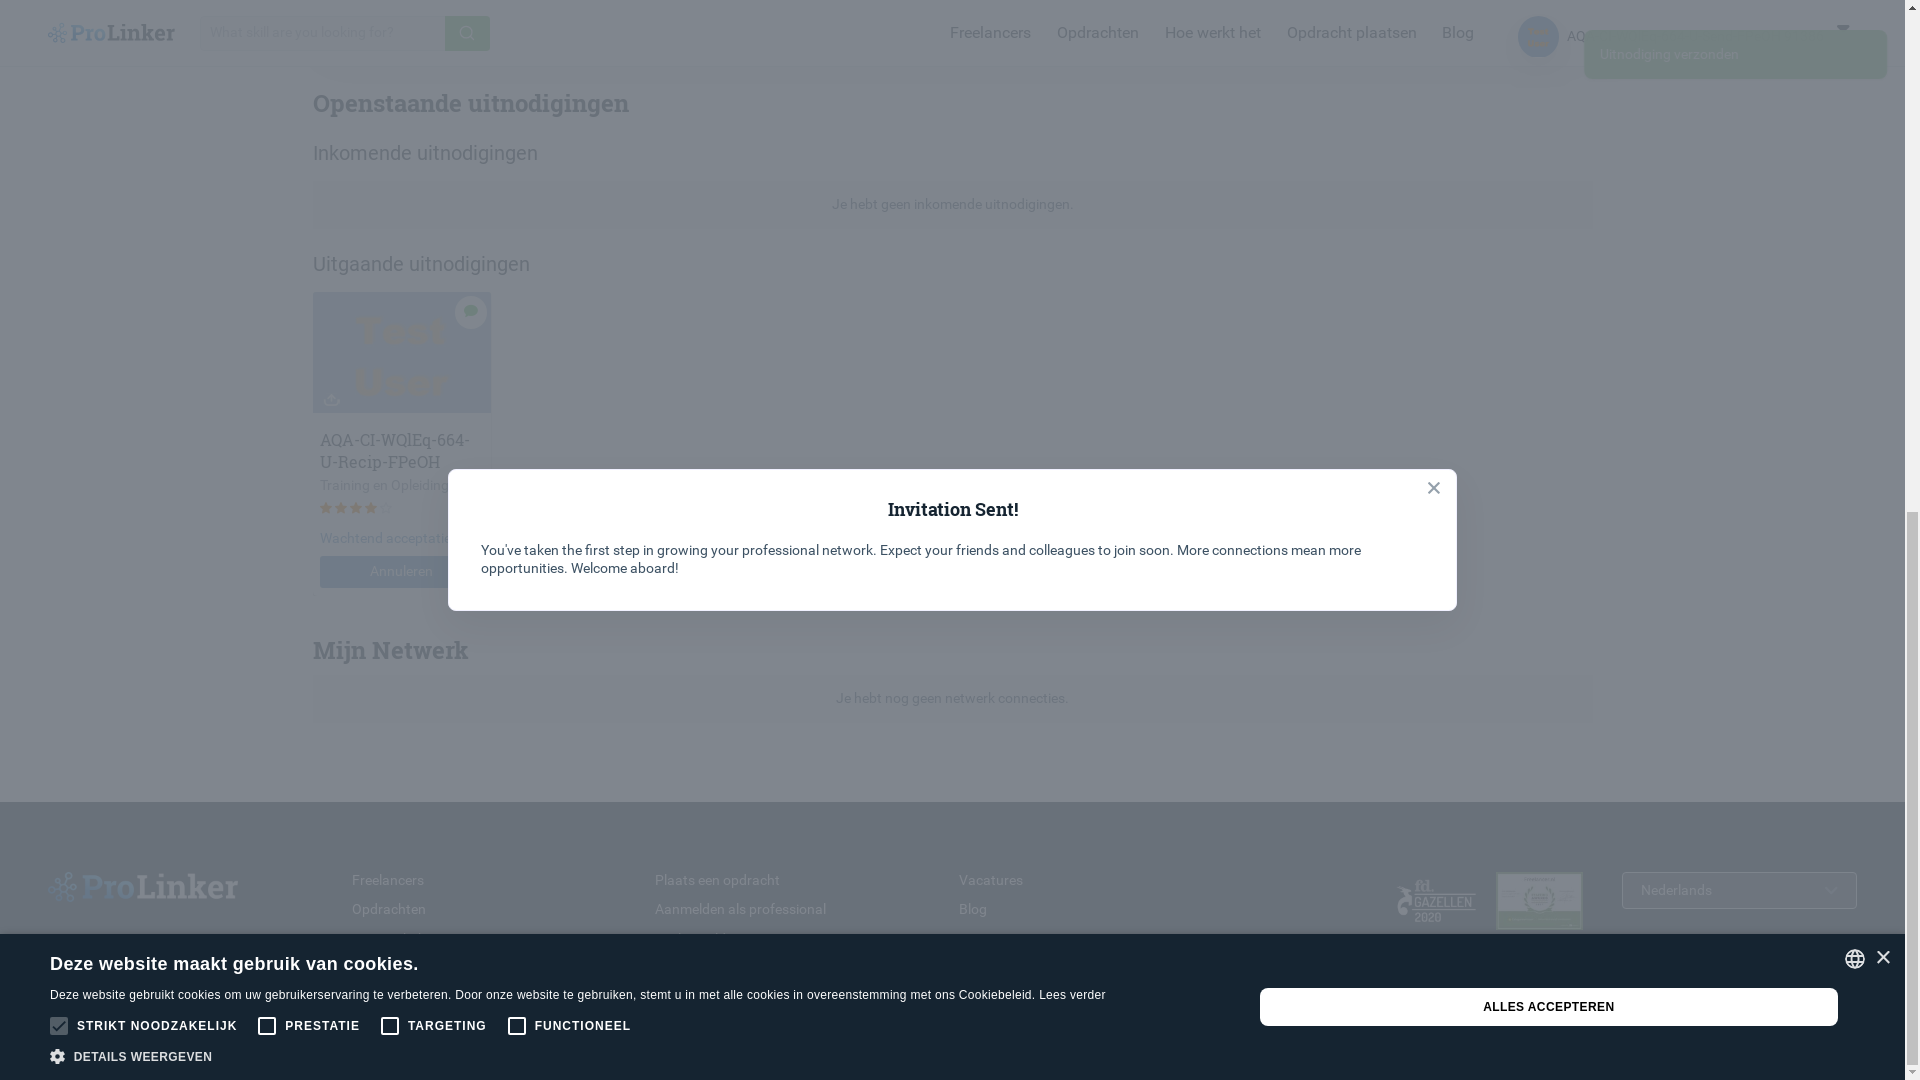 ProLinker
What skill are you looking for?
Freelancers
Opdrachten
Hoe werkt het
Opdracht plaatsen
Blog
AQ
Uitnodiging verzonden
Openstaande uitnodigingen
Inkomende uitnodigingen
Je hebt geen inkomende uitnodigingen.
Uitgaande uitnodigingen
Test
User
AQA-CI-WQlEq-664-
U-Recip-FPeOH
Training en Opleiding
Wachtend acceptatie
Annuleren
Invitation Sent!
You've taken the first step in growing your professional network. Expect your friends and colleagues to join soon. More connections mean more
opportunities. Welcome aboard!
Mijn Netwerk
Je hebt nog geen netwerk connecties.
ProLinker
Freelancers
Opdrachten
Plaats een opdracht
Aanmelden als professional
Vacatures
Blog
fd.
GAZELLEN
2020
Nederlands
Deze website maakt gebruik van cookies.
Deze website gebruikt cookies om uw gebruikerservaring te verbeteren. Door onze website te gebruiken, stemt u in met alle cookies in overeenstemming met ons Cookiebeleid. Lees verder
STRIKT NOODZAKELIJK
PRESTATIE
TARGETING
FUNCTIONEEL
DETAILS WEERGEVEN
ALLES ACCEPTEREN